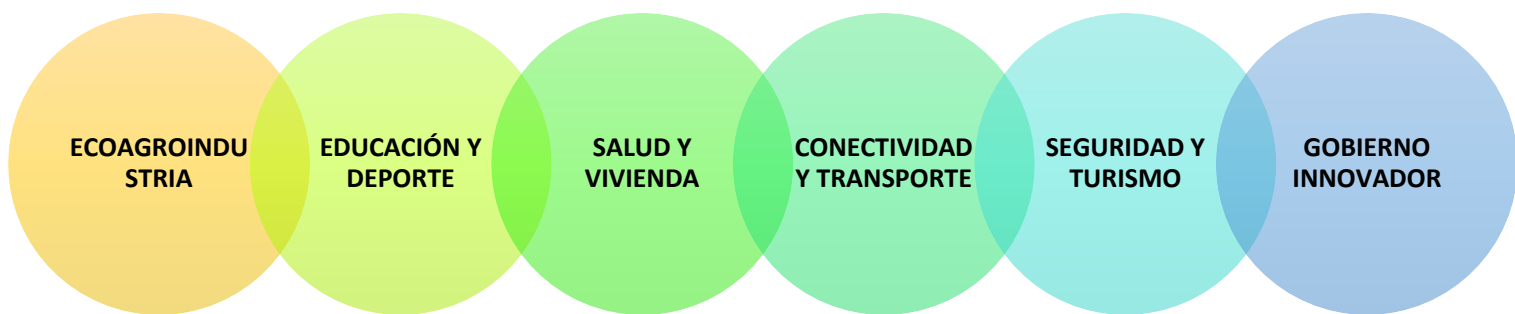 ECOAGROINDU
STRIA
EDUCACIÓN Y
DEPORTE
SALUD Y
VIVIENDA
CONECTIVIDAD
Y TRANSPORTE
SEGURIDAD Y
TURISMO
GOBIERNO
INNOVADOR